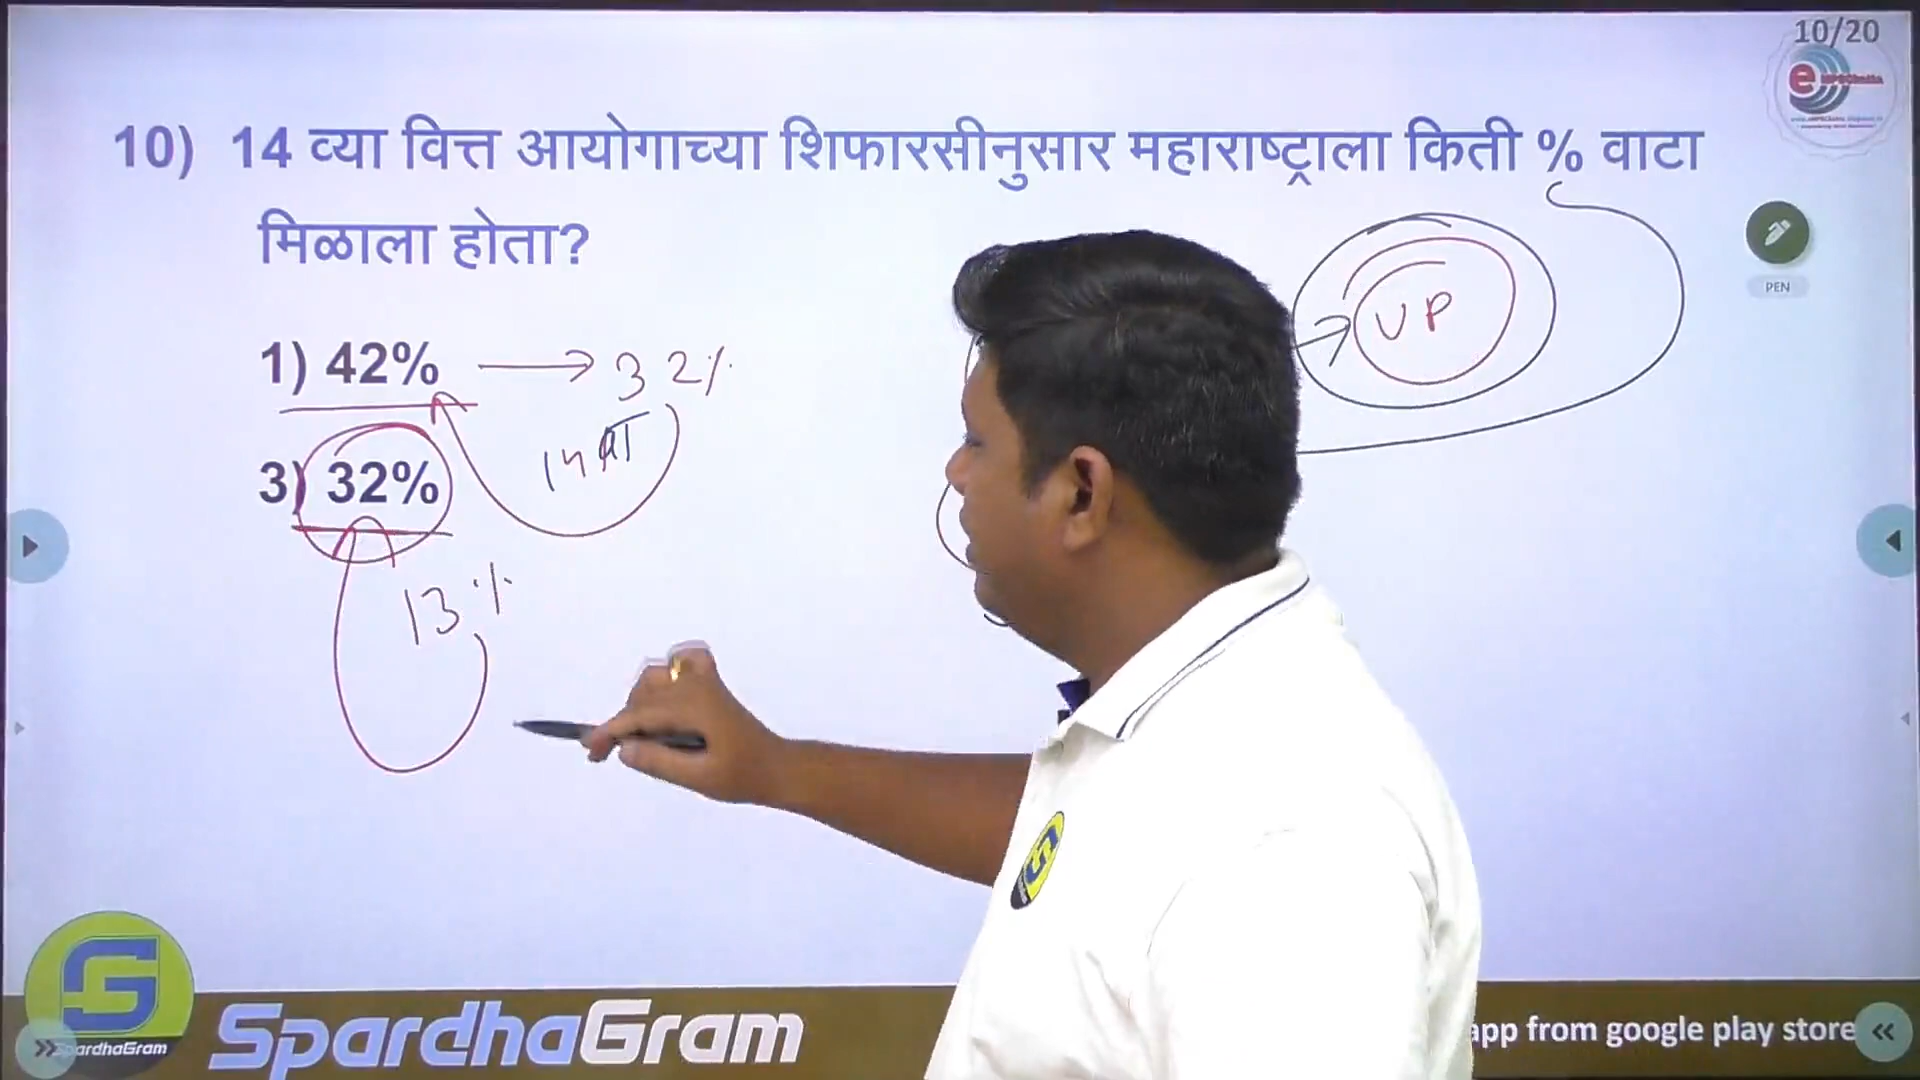 10/20
10) 14 व्या वित्त आयोगाच्या शिफारसीनुसार महाराष्ट्राला किती % वाटा
मिळाला होता?
PEN
UP
1) 42% → 32%
14वा
3) 32%
13%
SpardhaGram
SpardhaGram
app from google play store